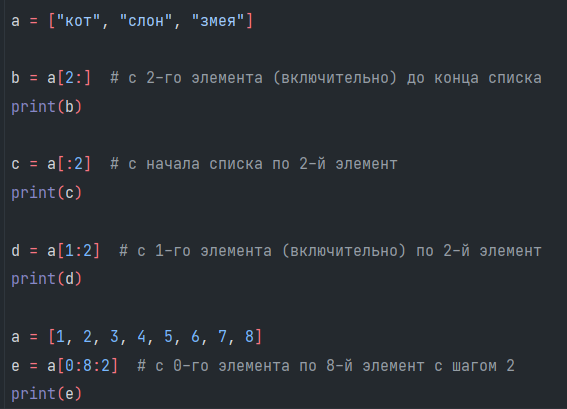 a = ["кот", "слон", "змея"]
b = a[2:]  # с 2-го элемента (включительно) до конца списка
print(b)
c = a[:2]  # с начала списка по 2-й элемент
print(c)
d = a[1:2]  # с 1-го элемента (включительно) по 2-й элемент
print(d)
a = [1, 2, 3, 4, 5, 6, 7, 8]
e = a[0:8:2]  # с 0-го элемента по 8-й элемент с шагом 2
print(e)